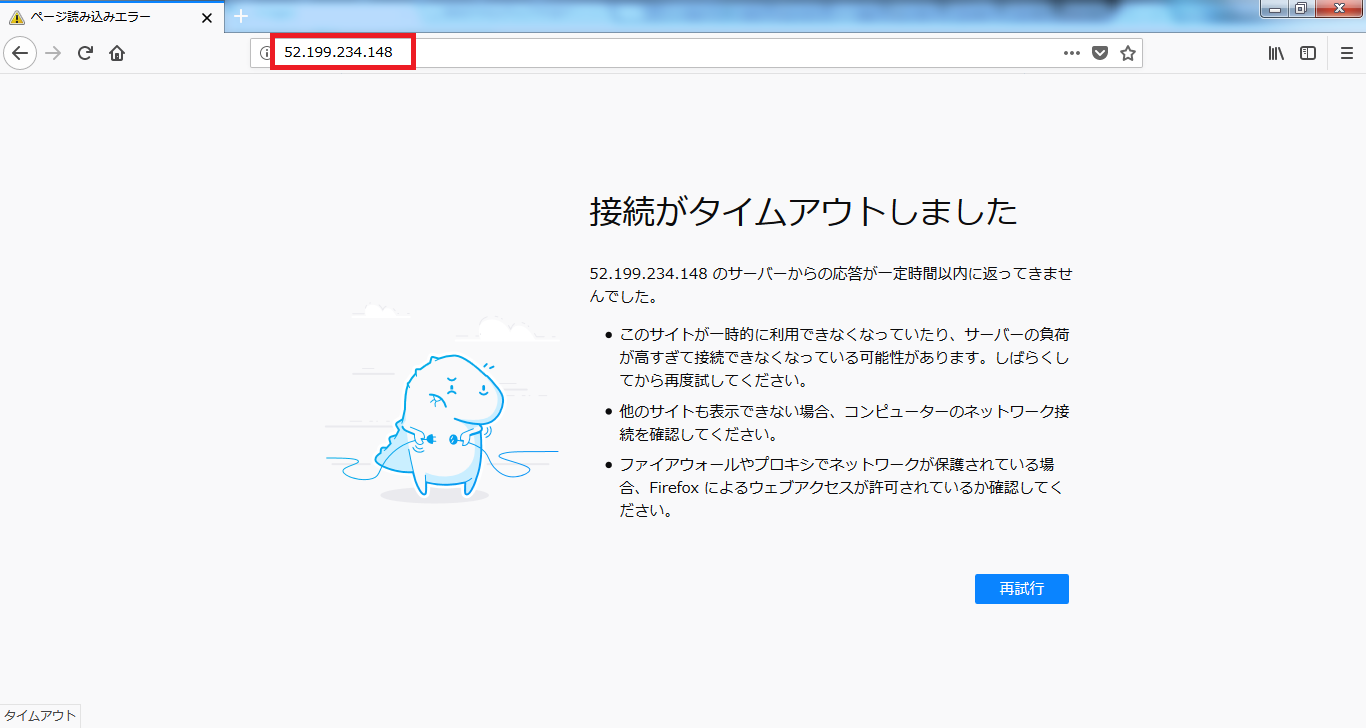 ページ読み込みエラー
52.199.234.148
接続がタイムアウトしました
52.199.234.148 のサーバーからの応答が一定時間以内に返ってきませ
んでした。
このサイトが一時的に利用できなくなっていたり、サーバーの負荷
が高すぎて接続できなくなっている可能性があります。しばらくし
てから再度試してください。
他のサイトも表示できない場合、コンピューターのネットワーク接
続を確認してください。
ファイアウォールやプロキシでネットワークが保護されている場
合、Firefox によるウェブアクセスが許可されているか確認してく
ださい。
再試行
タイムアウト